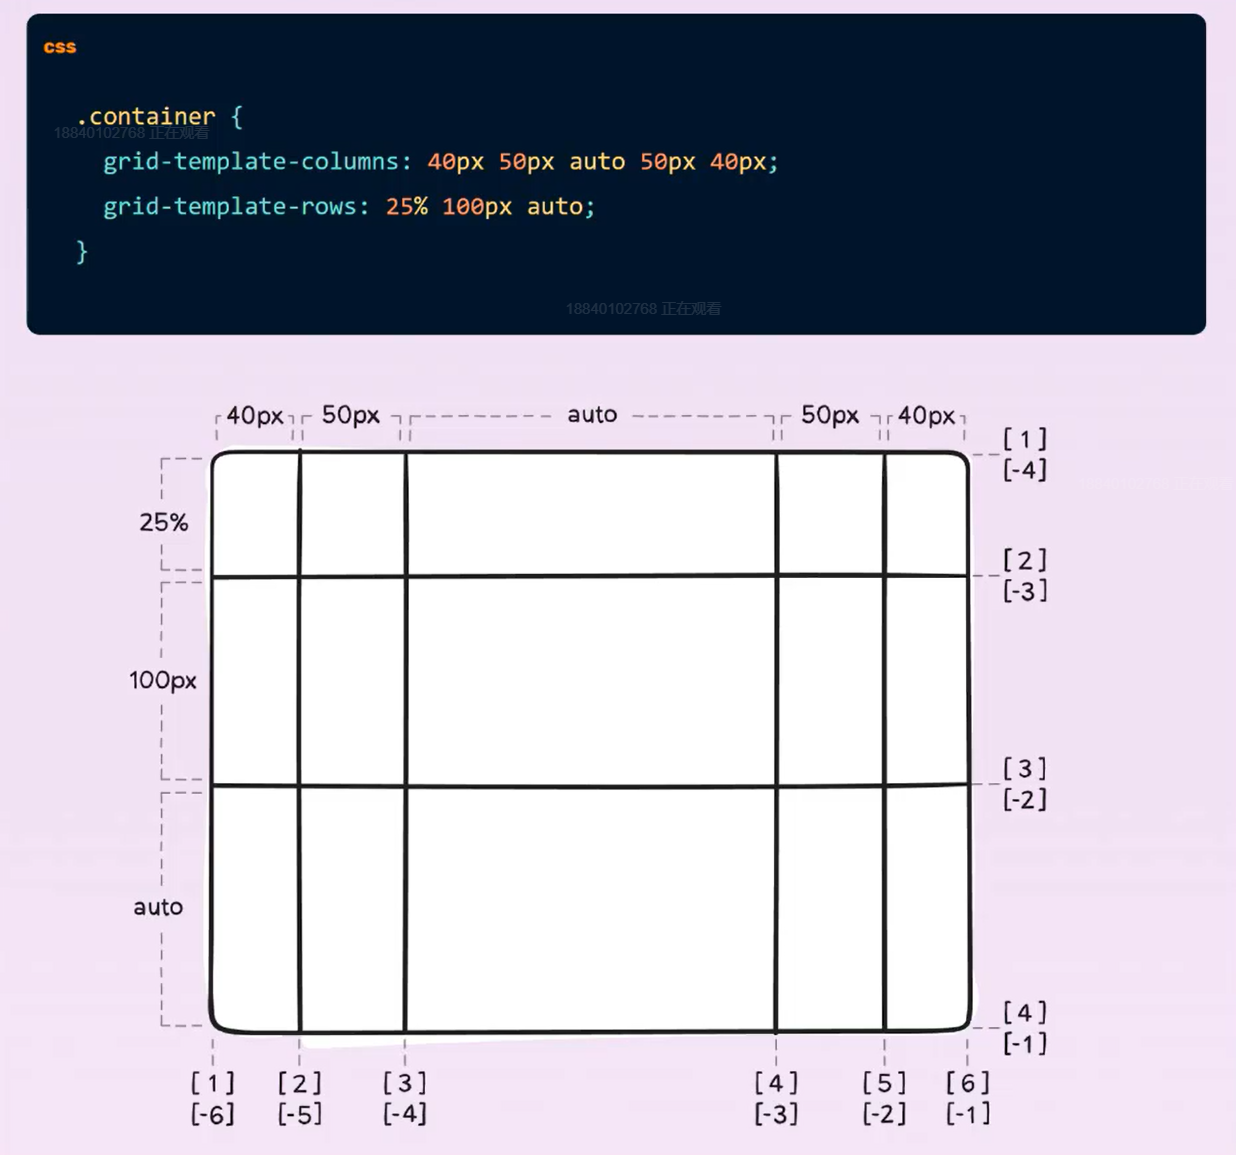 css
.container {
18840102768 正在观看
grid-template-columns: 40px 50px auto 50px 40px;
grid-template-rows: 25% 100px auto;
}
18840102768 正在观看
40px 50px auto 50px 40px
[1]
[-4]
25%
[2]
[-3]
100px
[3]
[-2]
auto
[4]
[-1]
[1] [2] [3] [4] [5] [6]
[-6] [-5] [-4] [-3] [-2] [-1]